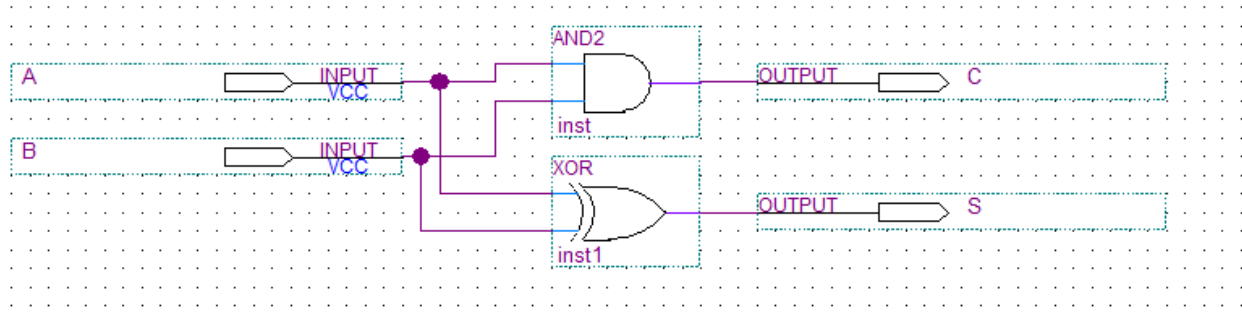 AND2
A INPUT VCC
OUTPUT C
inst
B INPUT VCC
XOR
OUTPUT S
inst1